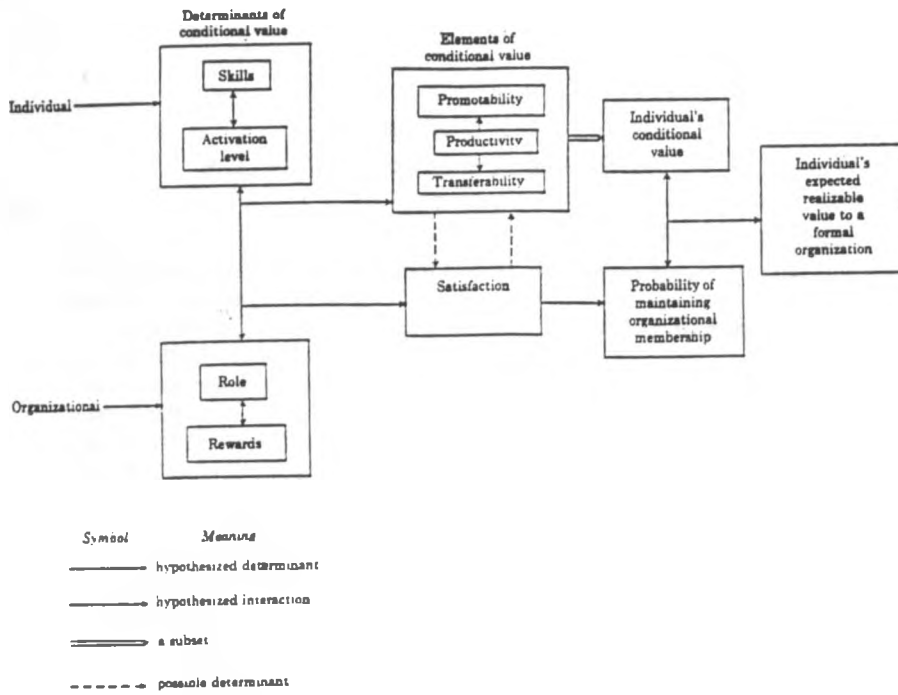 Determinants of
conditional value
Elements of
conditional value
Skills
Individual
Activation
level
Promotability
Productivity
Transferability
Individual's
conditional
value
Individual's
expected
realizable
value to a
formal
organization
Satisfaction
Probability of
maintaining
organizational
membership
Role
Organizational
Rewards
Symbol Meaning
hypothesized determinant
hypothesized interaction
a subset
possible determinant